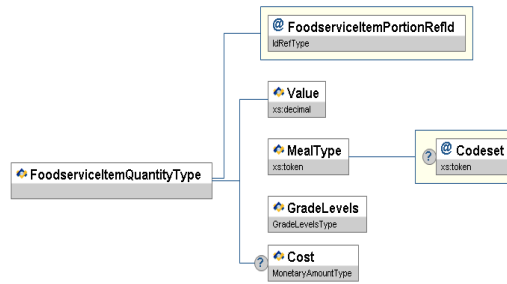 @ FoodserviceItemPortionRefId
IdRefType
Value
xs:decimal
MealType
xs:token
? @ Codeset
xs:token
FoodserviceItemQuantityType
GradeLevels
GradeLevelsType
? Cost
MonetaryAmountType